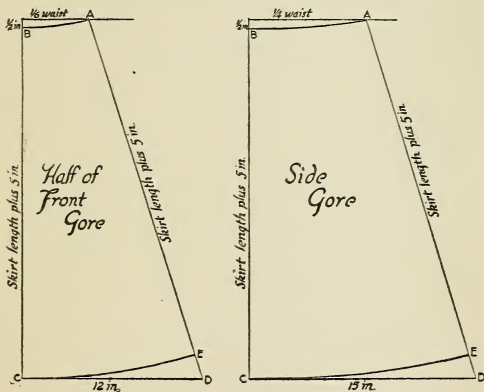 1/6 waist
A
1/2 in
B
Skirt length plus 5 in.
Half of
Front
Gore
Skirt length plus 5 in.
E
C
12 in.
D
1/4 waist
A
1/2 in
B
Skirt length plus 5 in.
Side
Gore
Skirt length plus 5 in.
E
C
15 in.
D